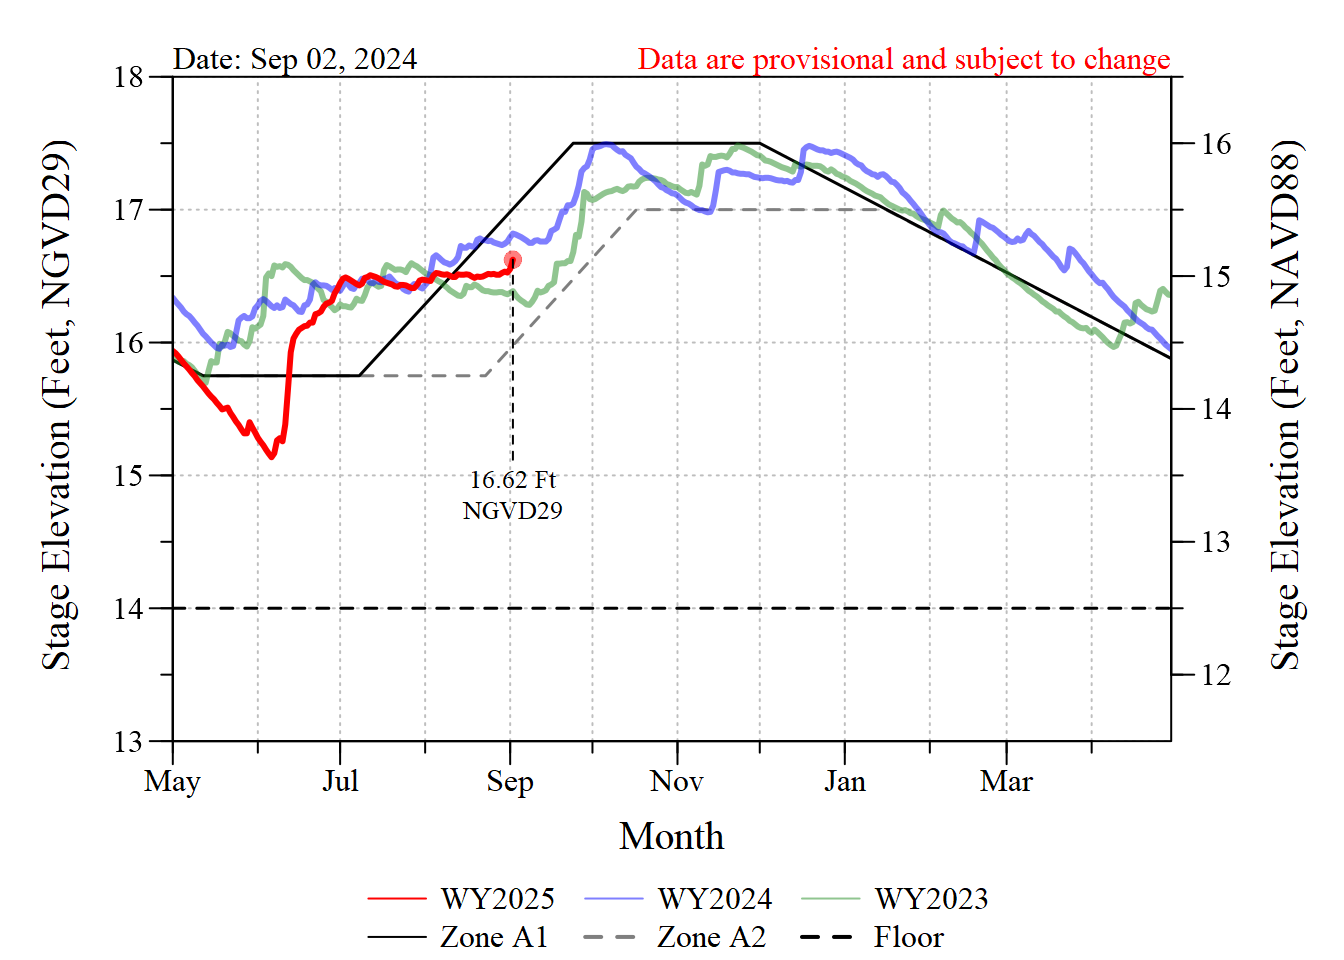 Date: Sep 02, 2024
Data are provisional and subject to change
Stage Elevation (Feet, NGVD29)
18
17
16
15
14
13
16
15
14
13
12
Stage Elevation (Feet, NAVD88)
16.62 Ft
NGVD29
May Jul Sep Nov Jan Mar
Month
WY2025 WY2024 WY2023
Zone A1 Zone A2 Floor